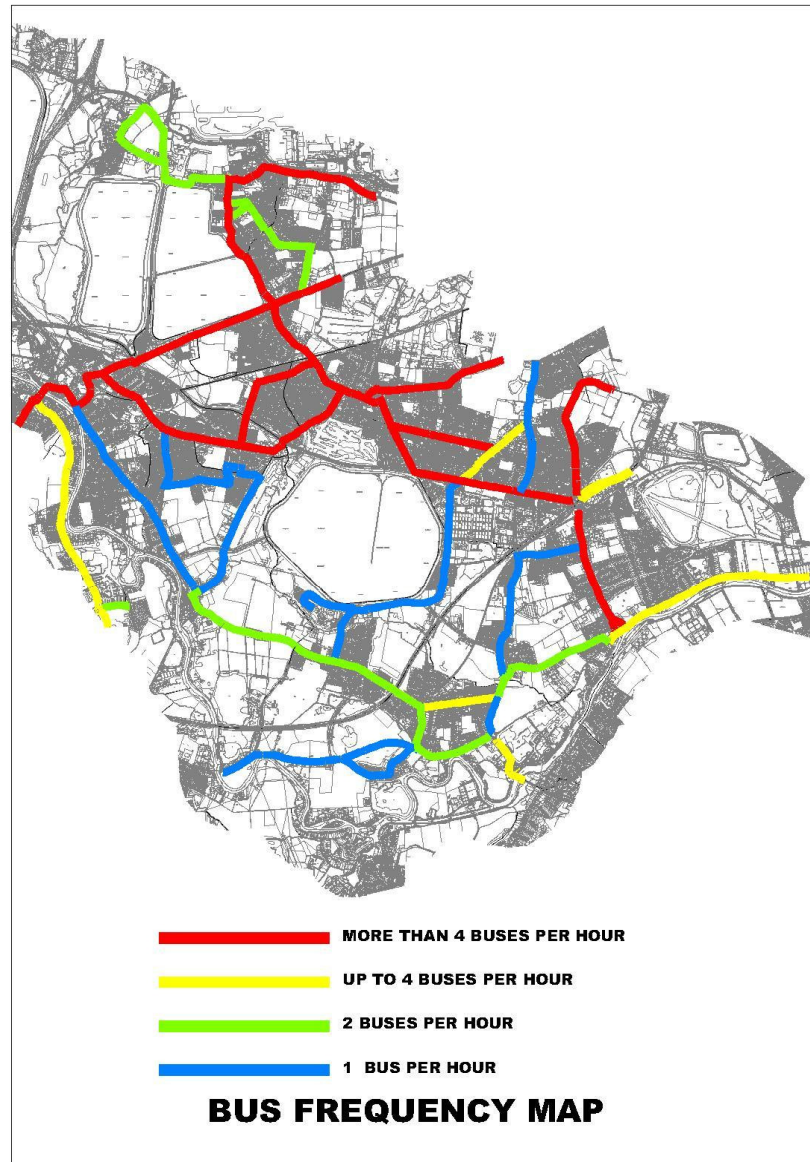 MORE THAN 4 BUSES PER HOUR
UP TO 4 BUSES PER HOUR
2 BUSES PER HOUR
1 BUS PER HOUR
BUS FREQUENCY MAP